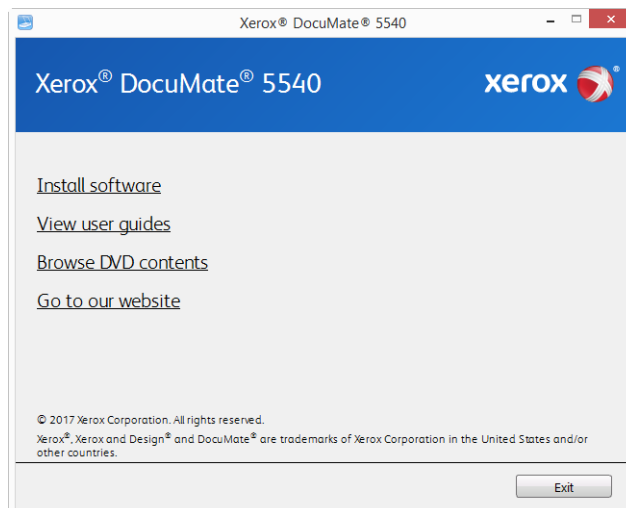 Xerox® DocuMate® 5540
Xerox® DocuMate® 5540
xerox ®
Install software
View user guides
Browse DVD contents
Go to our website
© 2017 Xerox Corporation. All rights reserved.
Xerox®, Xerox and Design® and DocuMate® are trademarks of Xerox Corporation in the United States and/or
other countries.
Exit